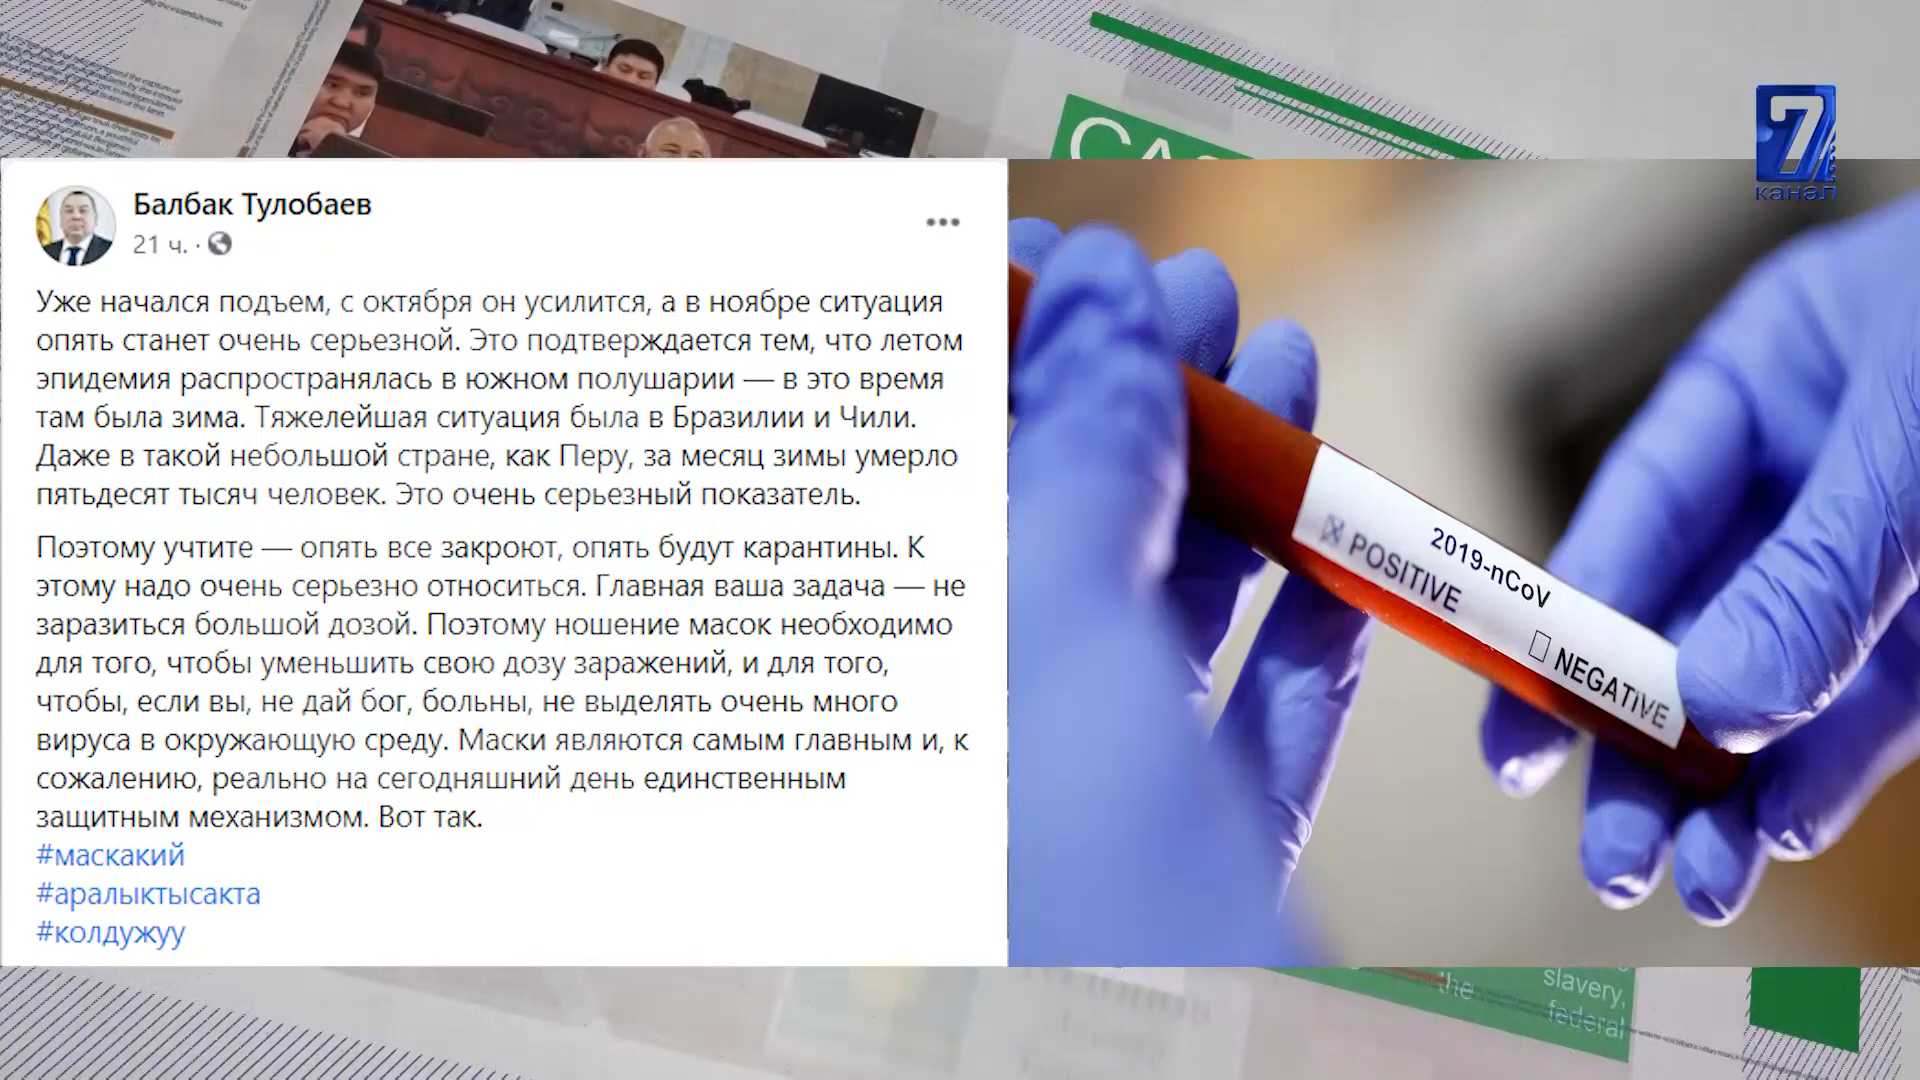 Балбак Тулобаев
21 ч. ·
Уже начался подъем, с октября он усилится, а в ноябре ситуация
опять станет очень серьезной. Это подтверждается тем, что летом
эпидемия распространялась в южном полушарии — в это время
там была зима. Тяжелейшая ситуация была в Бразилии и Чили.
Даже в такой небольшой стране, как Перу, за месяц зимы умерло
пятьдесят тысяч человек. Это очень серьезный показатель.
Поэтому учтите — опять все закроют, опять будут карантины. К
этому надо очень серьезно относиться. Главная ваша задача — не
заразиться большой дозой. Поэтому ношение масок необходимо
для того, чтобы уменьшить свою дозу заражений, и для того,
чтобы, если вы, не дай бог, больны, не выделять очень много
вируса в окружающую среду. Маски являются самым главным и, к
сожалению, реально на сегодняшний день единственным
защитным механизмом. Вот так.
#маскакий
#аралыктысакта
#колдужуу
7
канал
2019-nCoV
POSITIVE
NEGATIVE
the
slavery,
federal